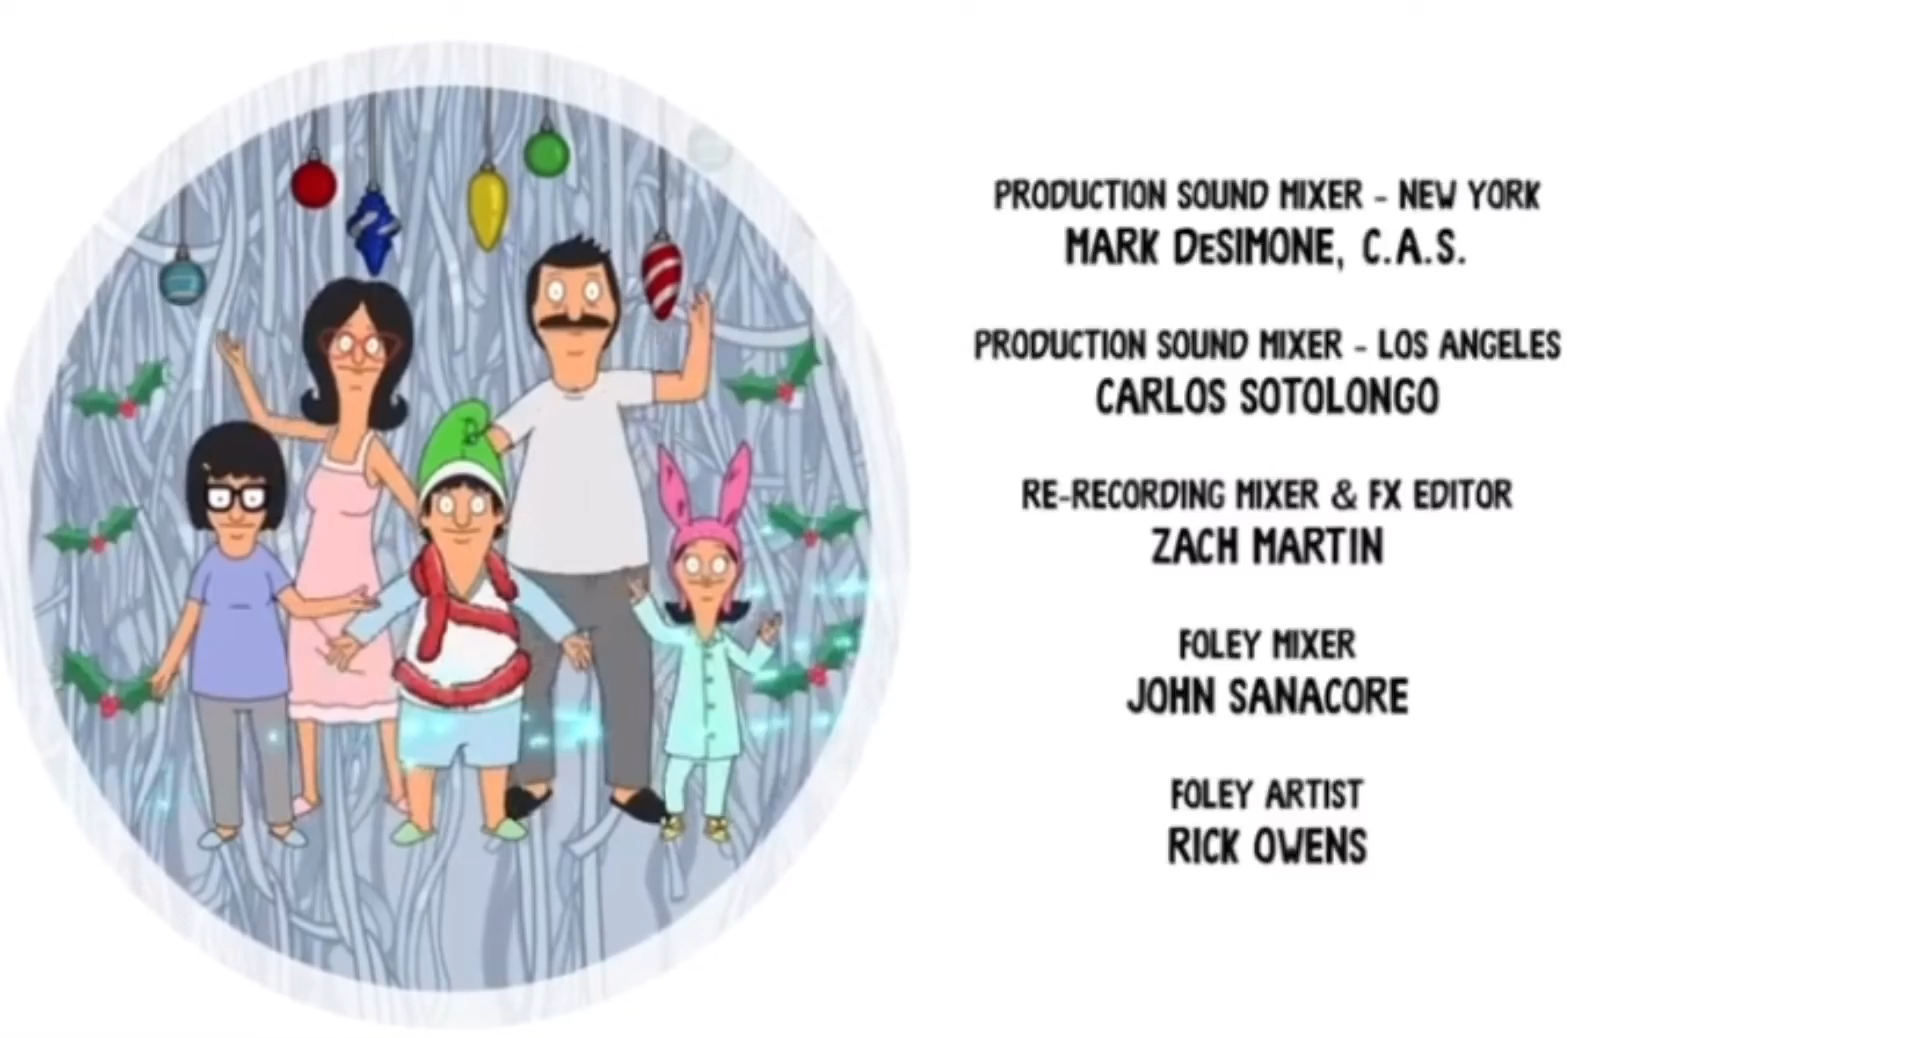 PRODUCTION SOUND MIXER - NEW YORK
MARK DeSIMONE, C.A.S.
PRODUCTION SOUND MIXER - LOS ANGELES
CARLOS SOTOLONGO
RE-RECORDING MIXER & FX EDITOR
ZACH MARTIN
FOLEY MIXER
JOHN SANACORE
FOLEY ARTIST
RICK OWENS